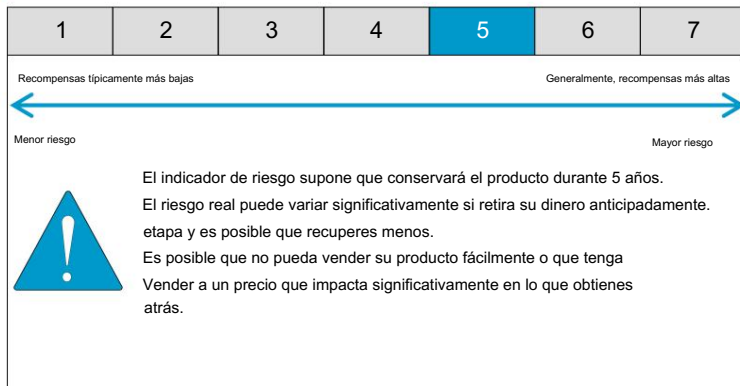 1 2 3 4 5 6 7
Recompensas típicamente más bajas Generalmente, recompensas más altas
Menor riesgo Mayor riesgo
El indicador de riesgo supone que conservará el producto durante 5 años.
El riesgo real puede variar significativamente si retira su dinero anticipadamente.
etapa y es posible que recuperes menos.
Es posible que no pueda vender su producto fácilmente o que tenga
Vender a un precio que impacta significativamente en lo que obtienes
atrás.